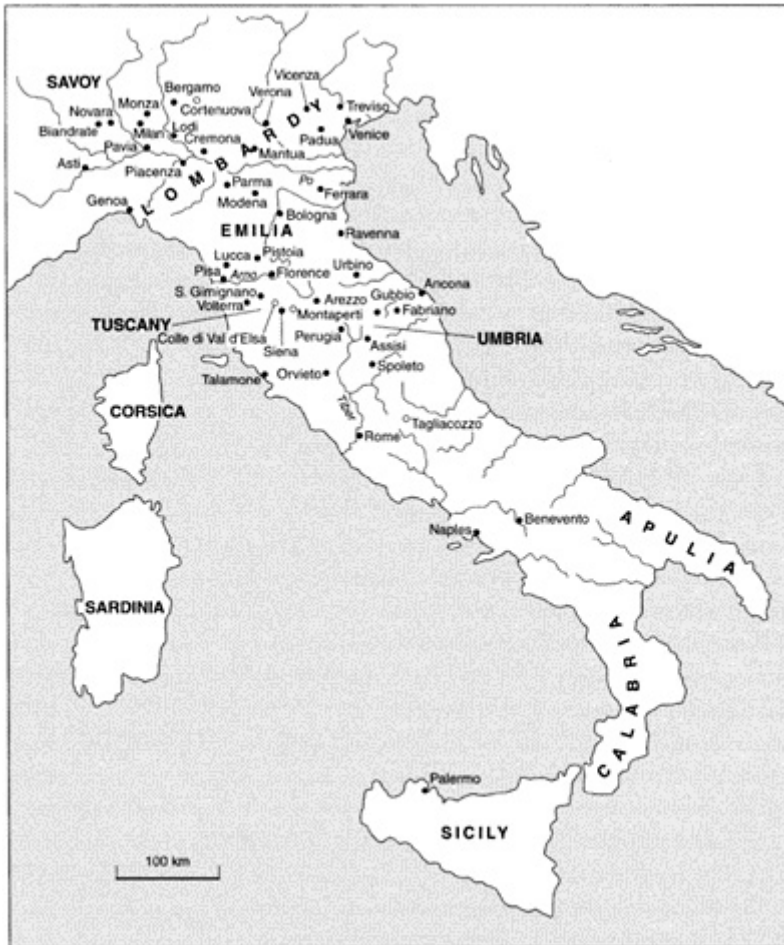 SAVOY
Bergamo
Cortenuova
Verona
Vicenza
Treviso
Venice
Novara
Monza
Biandrate
Milan
Lodi
Pavia
Cremona
Mantua
Padua
LOMBARDY
Asti
Piacenza
Parma
Modena
Po
Ferrara
Genoa
Bologna
EMILIA
Ravenna
Lucca
Pistoia
Pisa
Arno
Florence
Urbino
Ancona
S. Gimignano
Volterra
Arezzo
Gubbio
Fabriano
Montaperti
TUSCANY
Colle di Val d'Elsa
Siena
Perugia
Assisi
UMBRIA
Spoleto
Talamone
Orvieto
Tiber
CORSICA
Tagliacozzo
Rome
Naples
Benevento
APULIA
SARDINIA
CALABRIA
Palermo
SICILY
100 km